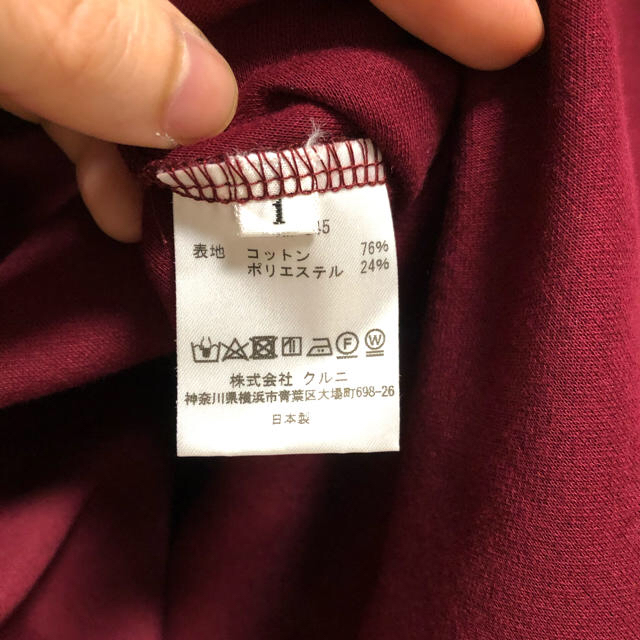 1
45
表地 コットン 76%
ポリエステル 24%
F W
株式会社 クルニ
神奈川県横浜市青葉区大場町698-26
日本製